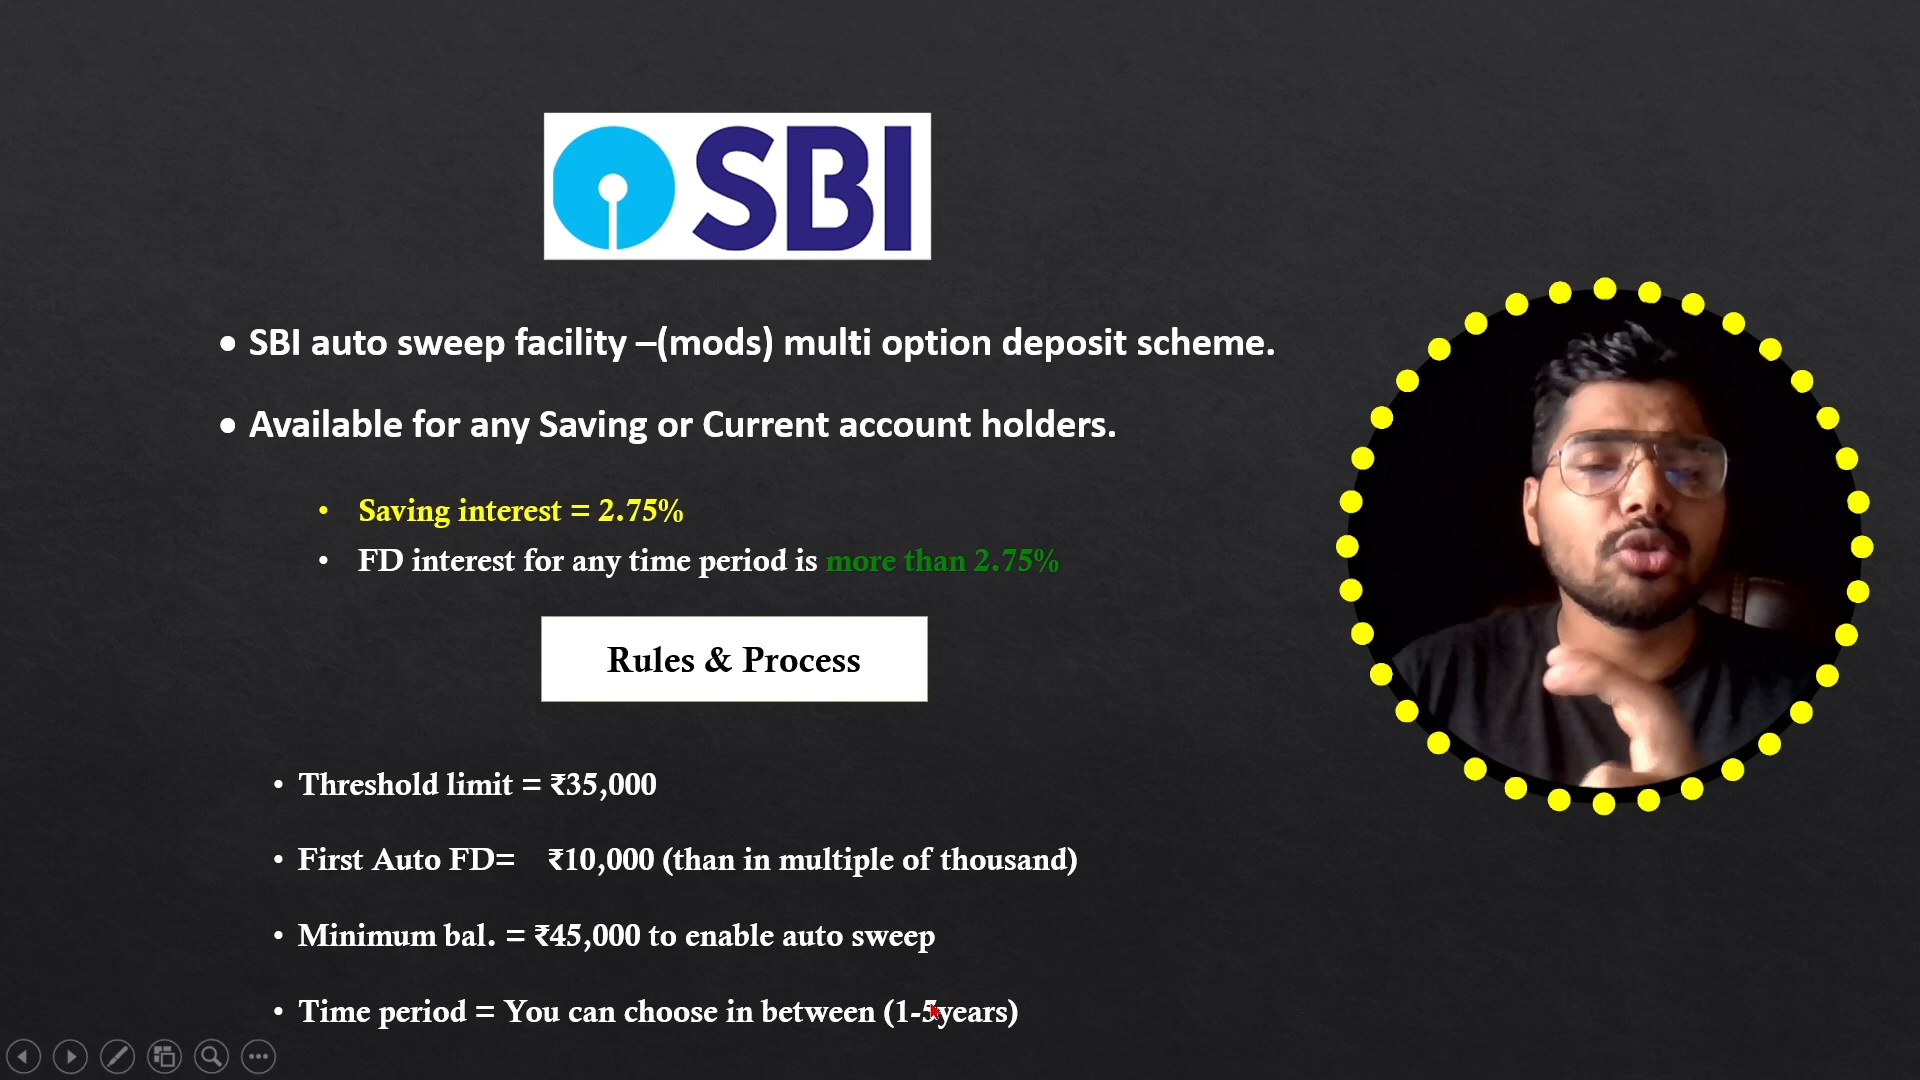 SBI
• SBI auto sweep facility –(mods) multi option deposit scheme.
• Available for any Saving or Current account holders.
• Saving interest = 2.75%
• FD interest for any time period is more than 2.75%
Rules & Process
• Threshold limit = ₹35,000
• First Auto FD= ₹10,000 (than in multiple of thousand)
• Minimum bal. = ₹45,000 to enable auto sweep
• Time period = You can choose in between (1-5years)